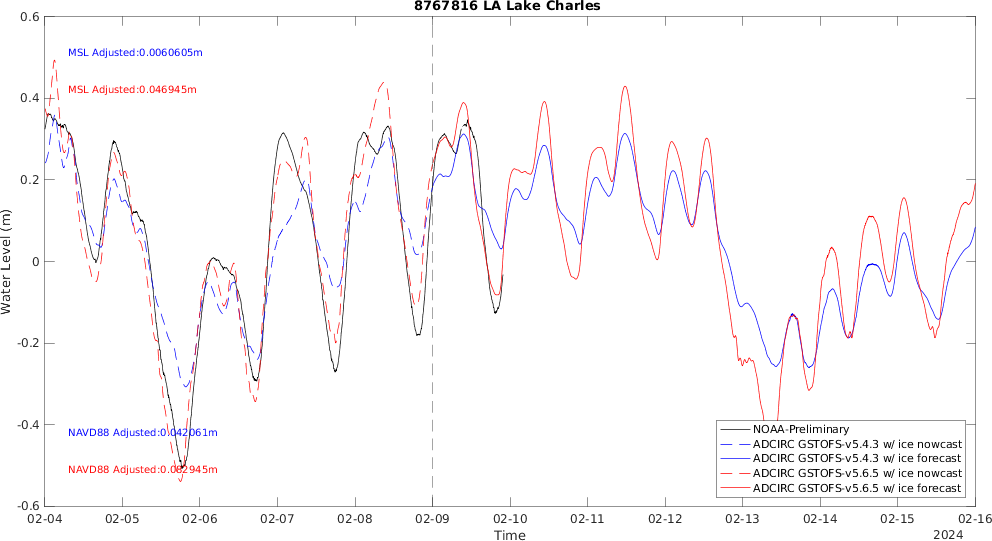 8767816 LA Lake Charles
0.6
MSL Adjusted:0.0060605m
MSL Adjusted:0.046945m
0.4
0.2
0
-0.2
-0.4
-0.6
Water Level (m)
NAVD88 Adjusted:0.042061m
NAVD88 Adjusted:0.082945m
NOAA-Preliminary
ADCIRC GSTOFS-v5.4.3 w/ ice nowcast
ADCIRC GSTOFS-v5.4.3 w/ ice forecast
ADCIRC GSTOFS-v5.6.5 w/ ice nowcast
ADCIRC GSTOFS-v5.6.5 w/ ice forecast
02-04 02-05 02-06 02-07 02-08 02-09 02-10 02-11 02-12 02-13 02-14 02-15 02-16
Time
2024